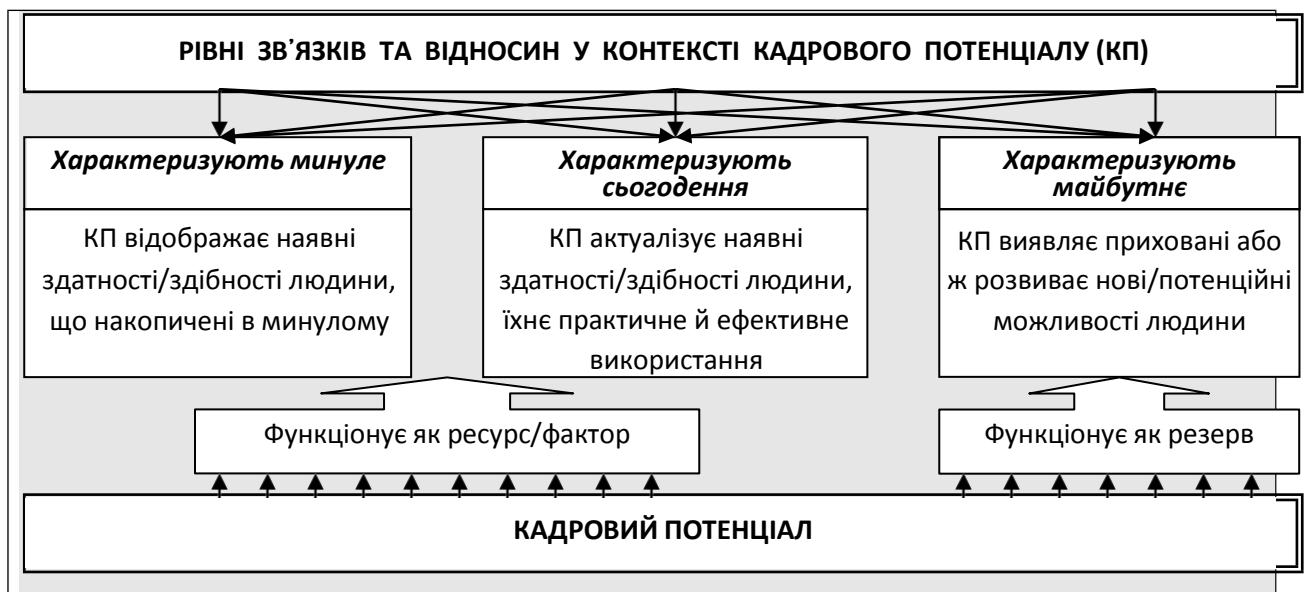 РІВНІ ЗВ’ЯЗКІВ ТА ВІДНОСИН У КОНТЕКСТІ КАДРОВОГО ПОТЕНЦІАЛУ (КП)
Характеризують минуле
КП відображає наявні
здатності/здібності людини,
що накопичені в минулому
Характеризують
сьогодення
КП актуалізує наявні
здатності/здібності людини,
їхнє практичне й ефективне
використання
Характеризують
майбутнє
КП виявляє приховані або
ж розвиває нові/потенційні
можливості людини
Функціонує як ресурс/фактор
Функціонує як резерв
КАДРОВИЙ ПОТЕНЦІАЛ